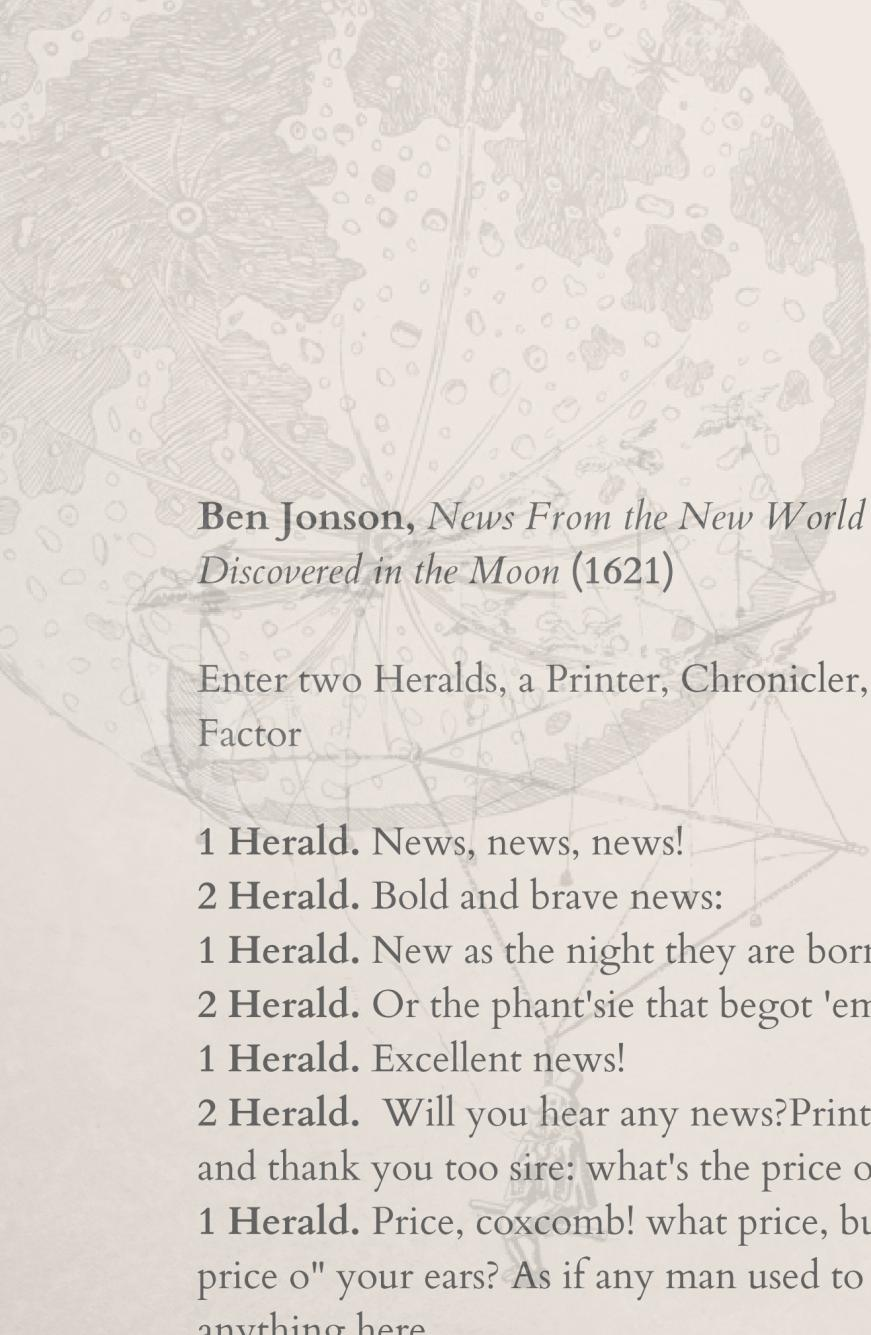 Ben Jonson, News From the New World
Discovered in the Moon (1621)
Enter two Heralds, a Printer, Chronicler,
Factor
1 Herald. News, news, news!
2 Herald. Bold and brave news:
1 Herald. New as the night they are
2 Herald. Or the phant'sie that begot
1 Herald. Excellent news!
2 Herald.  Will you hear any news?
and thank you too sire: what's the price
1 Herald. Price, coxcomb! what price,
price o" your ears? As if any man used to
anything here